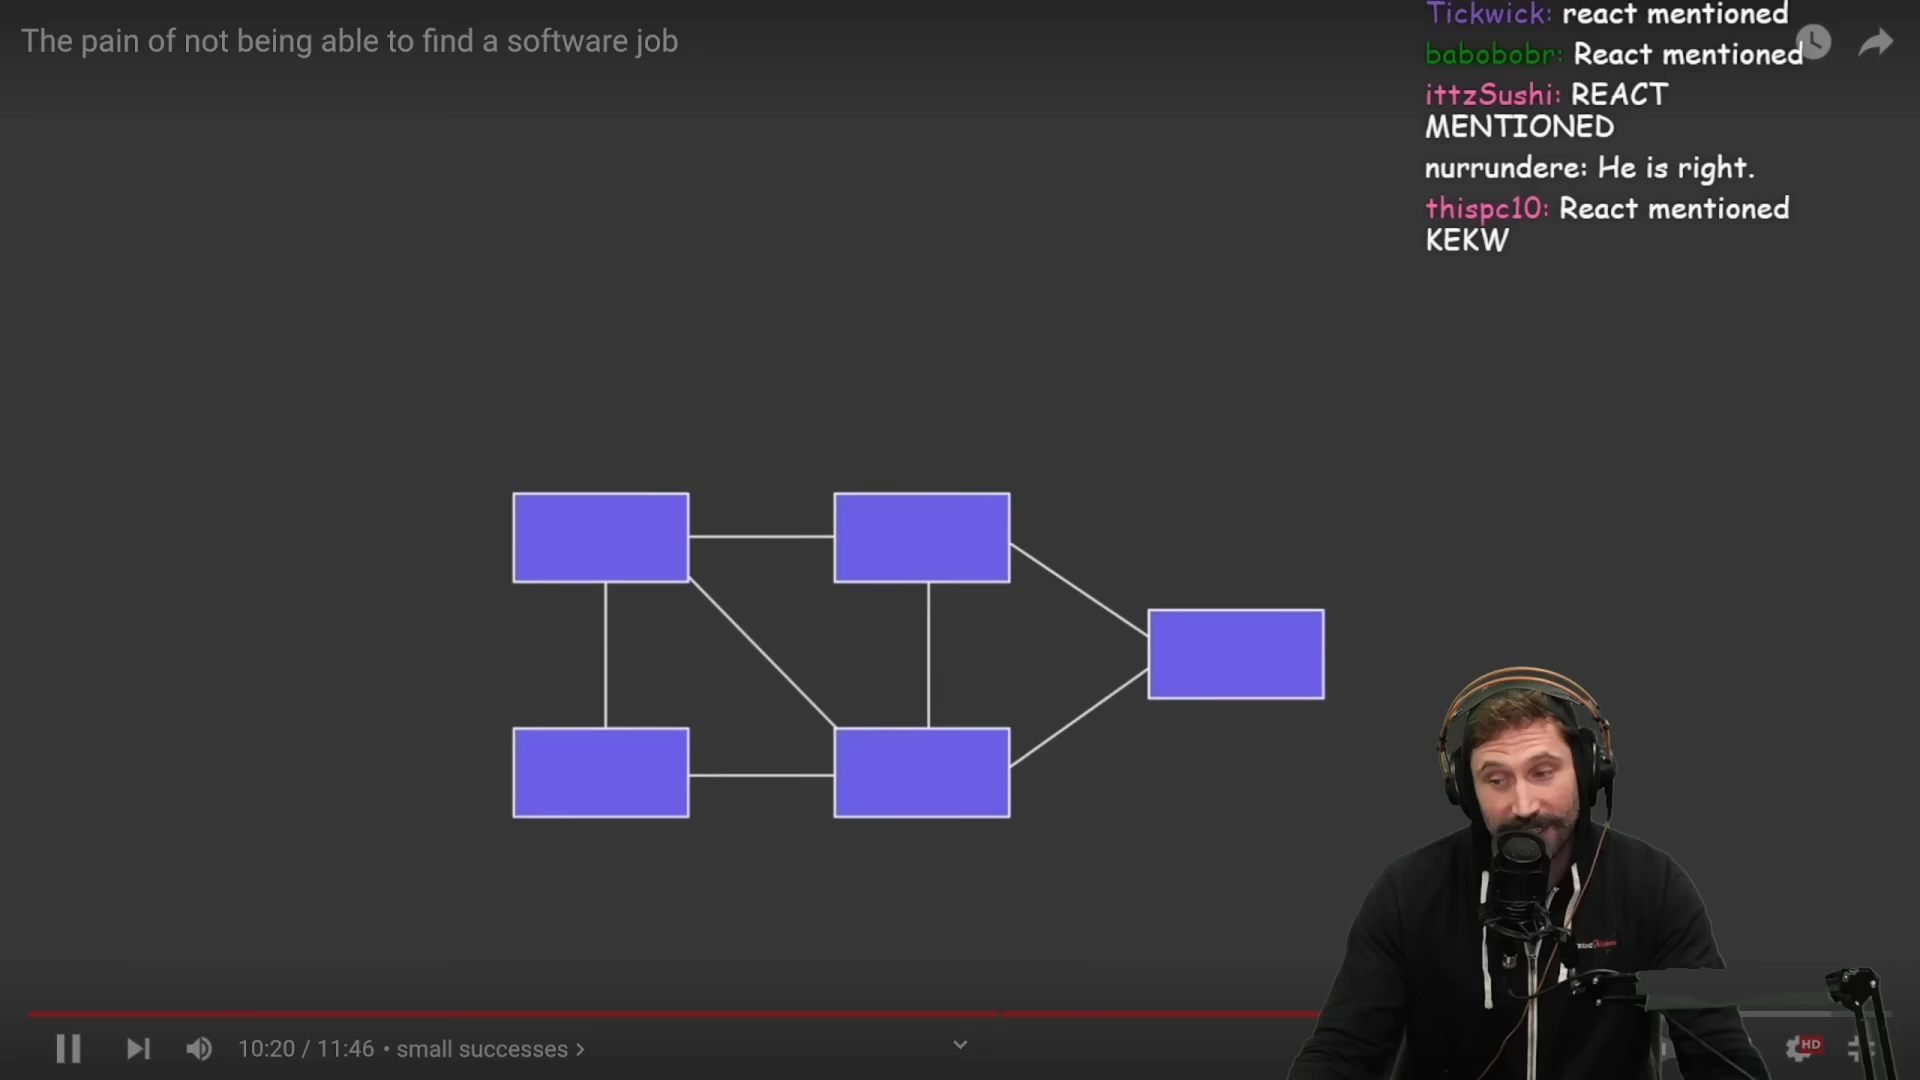 The pain of not being able to find a software job
Tickwick: react mentioned
babobobr: React mentioned
ittzSushi: REACT
MENTIONED
nurrundere: He is right.
thispc10: React mentioned
KEKW
10:20 / 11:46 • small successes ›
HD